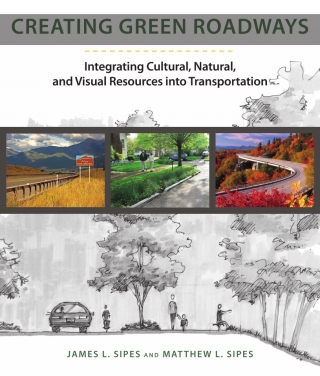 CREATING GREEN ROADWAYS
Integrating Cultural, Natural,
and Visual Resources into Transportation
JAMES L. SIPES AND MATTHEW L. SIPES